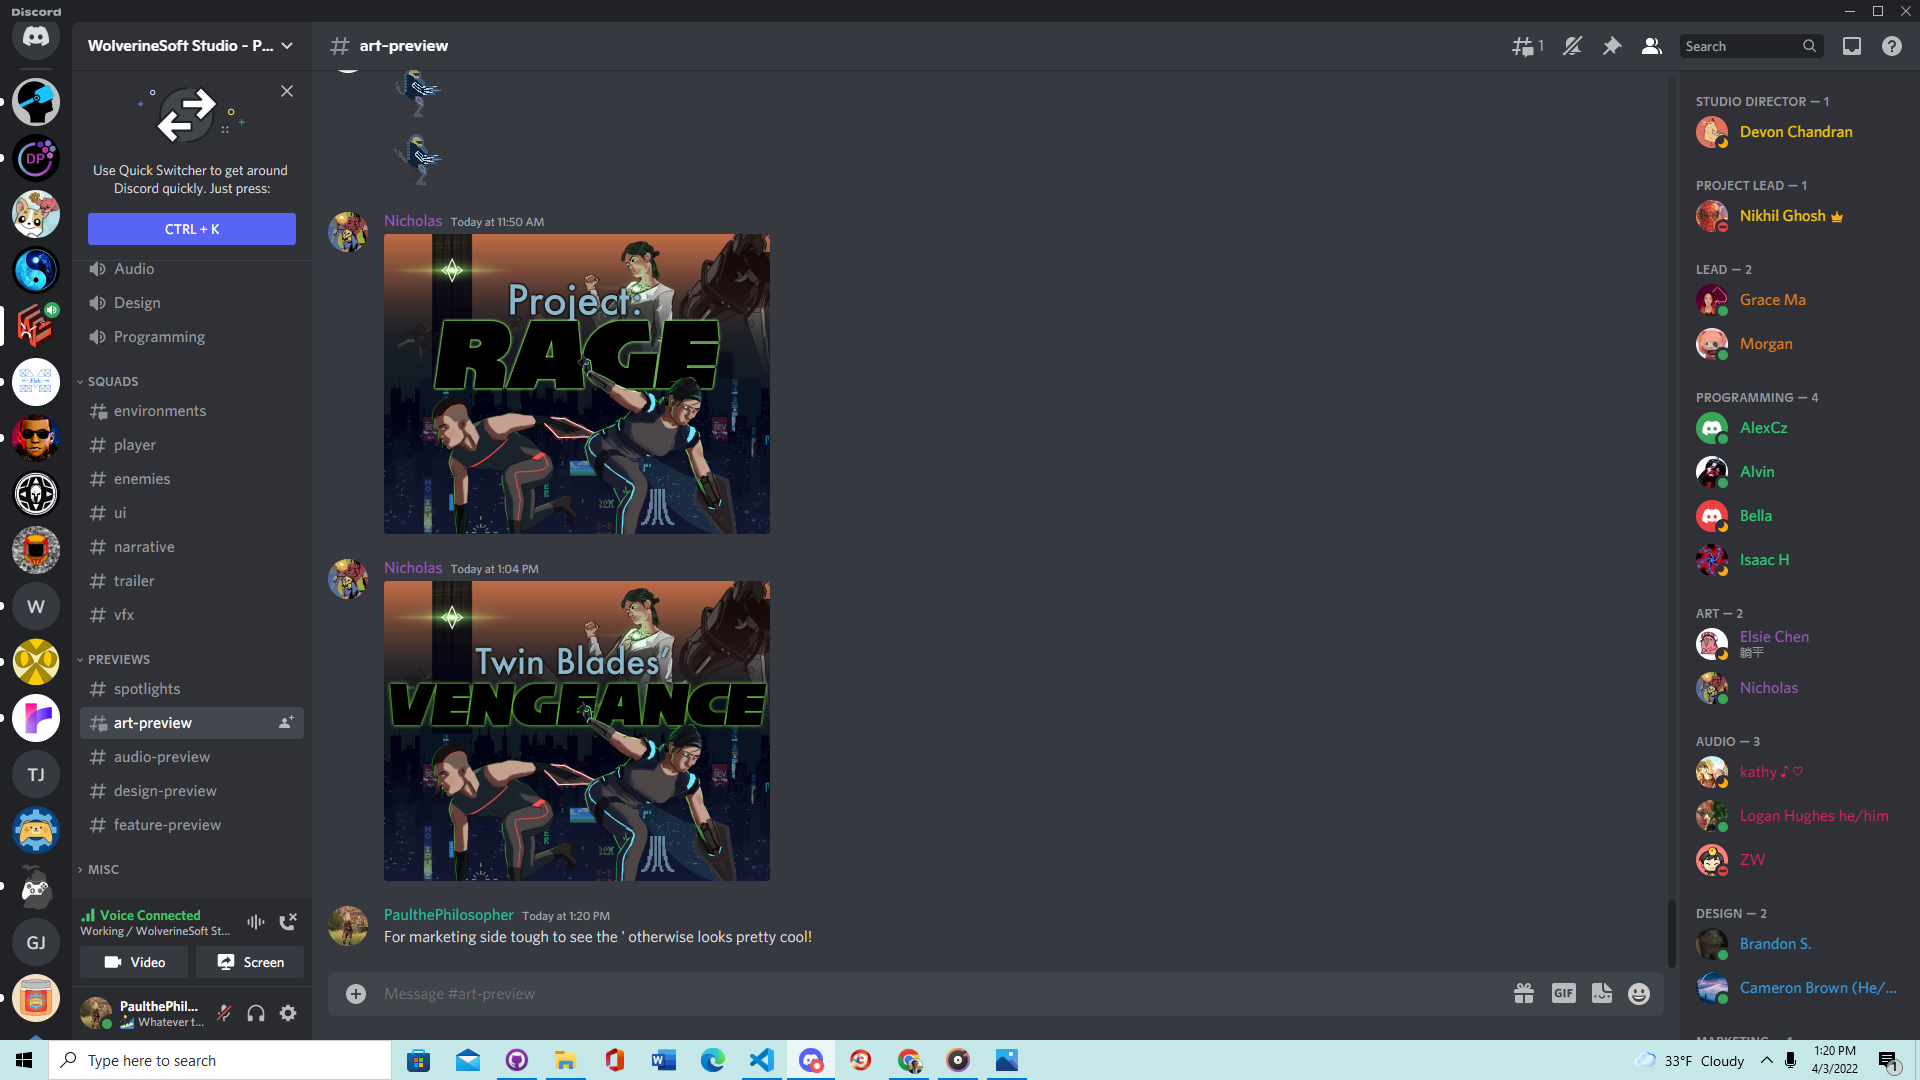 Discord
WolverineSoft Studio - P...
art-preview
1
Search
Use Quick Switcher to get around
Discord quickly. Just press:
CTRL + K
Audio
Design
Programming
SQUADS
environments
player
enemies
ui
narrative
trailer
vfx
PREVIEWS
spotlights
art-preview
audio-preview
design-preview
feature-preview
MISC
Voice Connected
Working / WolverineSoft St...
Video
Screen
PaulthePhil...
Whatever t...
DP
W
TJ
GJ
Nicholas Today at 11:50 AM
Project:
RAGE
Nicholas Today at 1:04 PM
Twin Blades'
VENGEANCE
PaulthePhilosopher Today at 1:20 PM
For marketing side tough to see the ' otherwise looks pretty cool!
Message #art-preview
GIF
STUDIO DIRECTOR — 1
Devon Chandran
PROJECT LEAD — 1
Nikhil Ghosh
LEAD — 2
Grace Ma
Morgan
PROGRAMMING — 4
AlexCz
Alvin
Bella
Isaac H
ART — 2
Elsie Chen
躺平
Nicholas
AUDIO — 3
kathy ♪ ♡
Logan Hughes he/him
ZW
DESIGN — 2
Brandon S.
Cameron Brown (He/...
Type here to search
33°F Cloudy
1:20 PM
4/3/2022
1